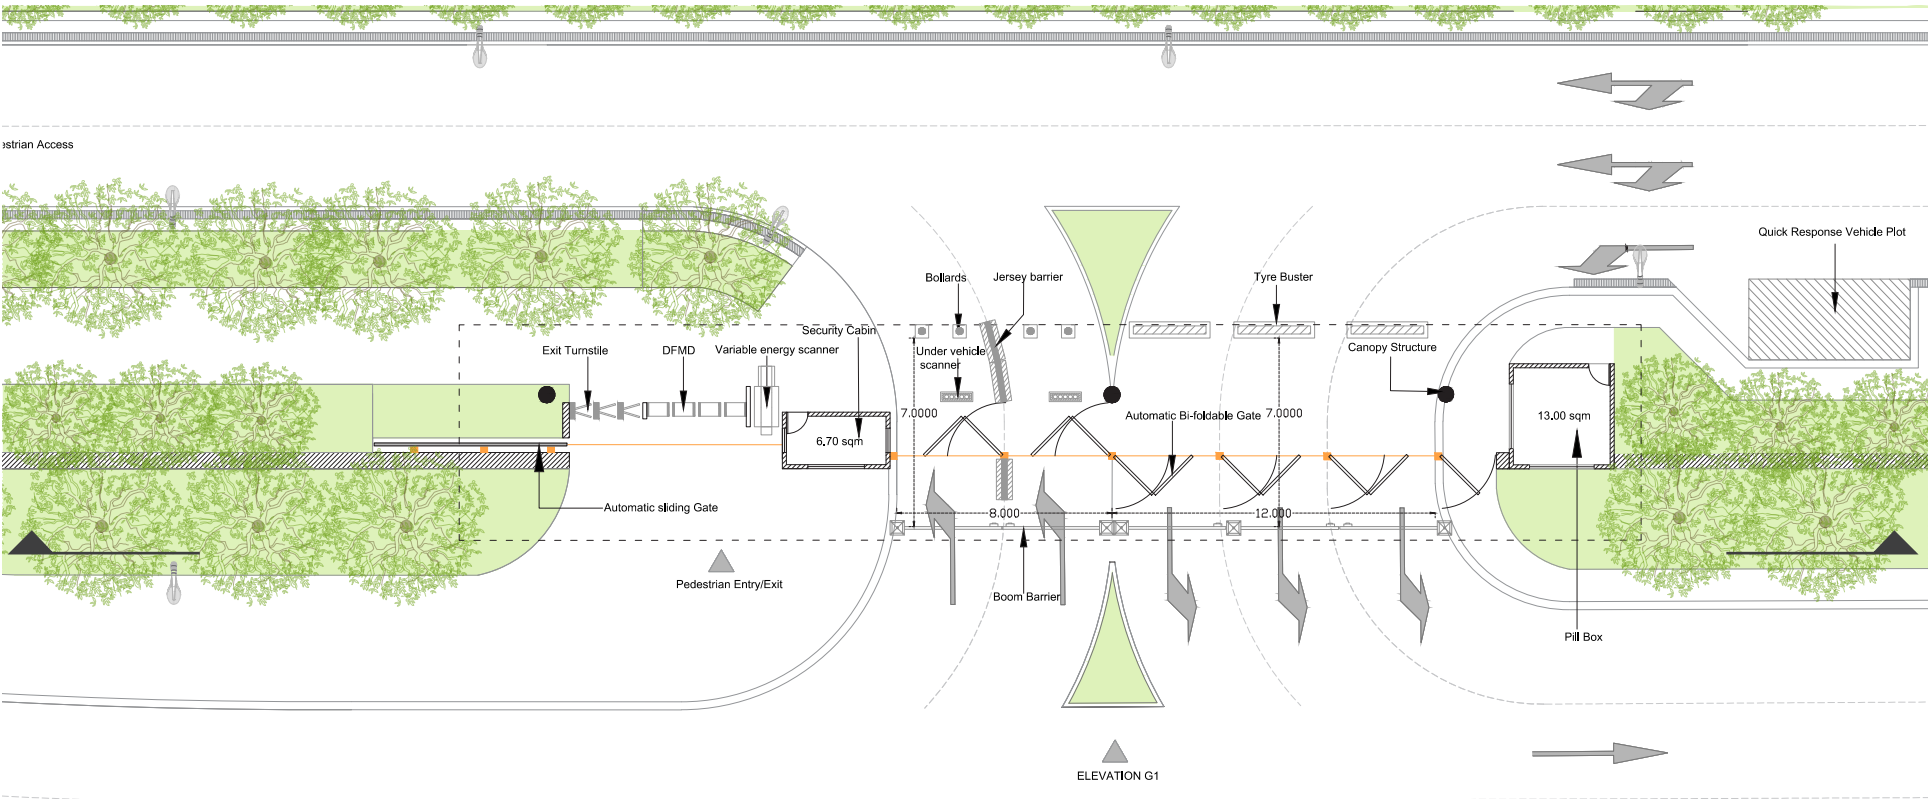 estrian Access
Quick Response Vehicle Plot
Bollards
Jersey barrier
Tyre Buster
Security Cabin
Exit Turnstile
DFMD
Variable energy scanner
Under vehicle
scanner
Canopy Structure
7.0000
Automatic Bi-foldable Gate
7.0000
13.00 sqm
6.70 sqm
Automatic sliding Gate
8.000
12.000
Pedestrian Entry/Exit
Boom Barrier
Pill Box
ELEVATION G1